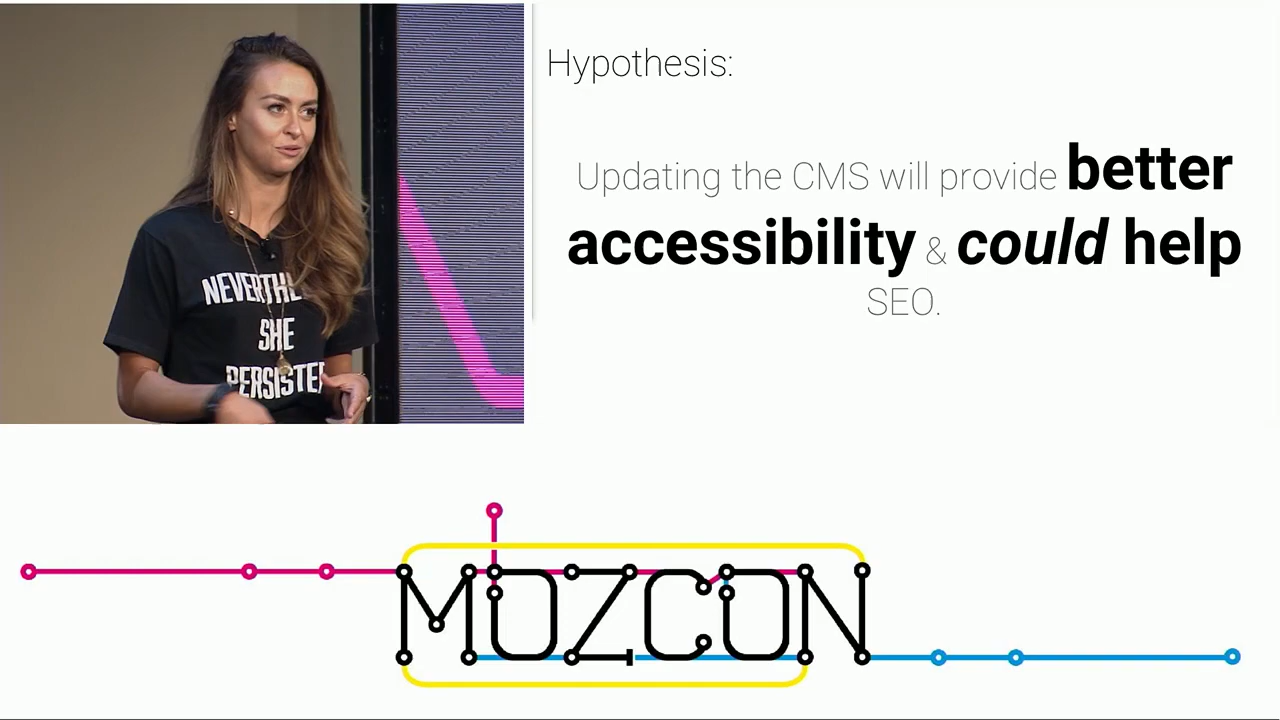 Hypothesis:
Updating the CMS will provide better
accessibility & could help
SEO.
SHE
MOZCON